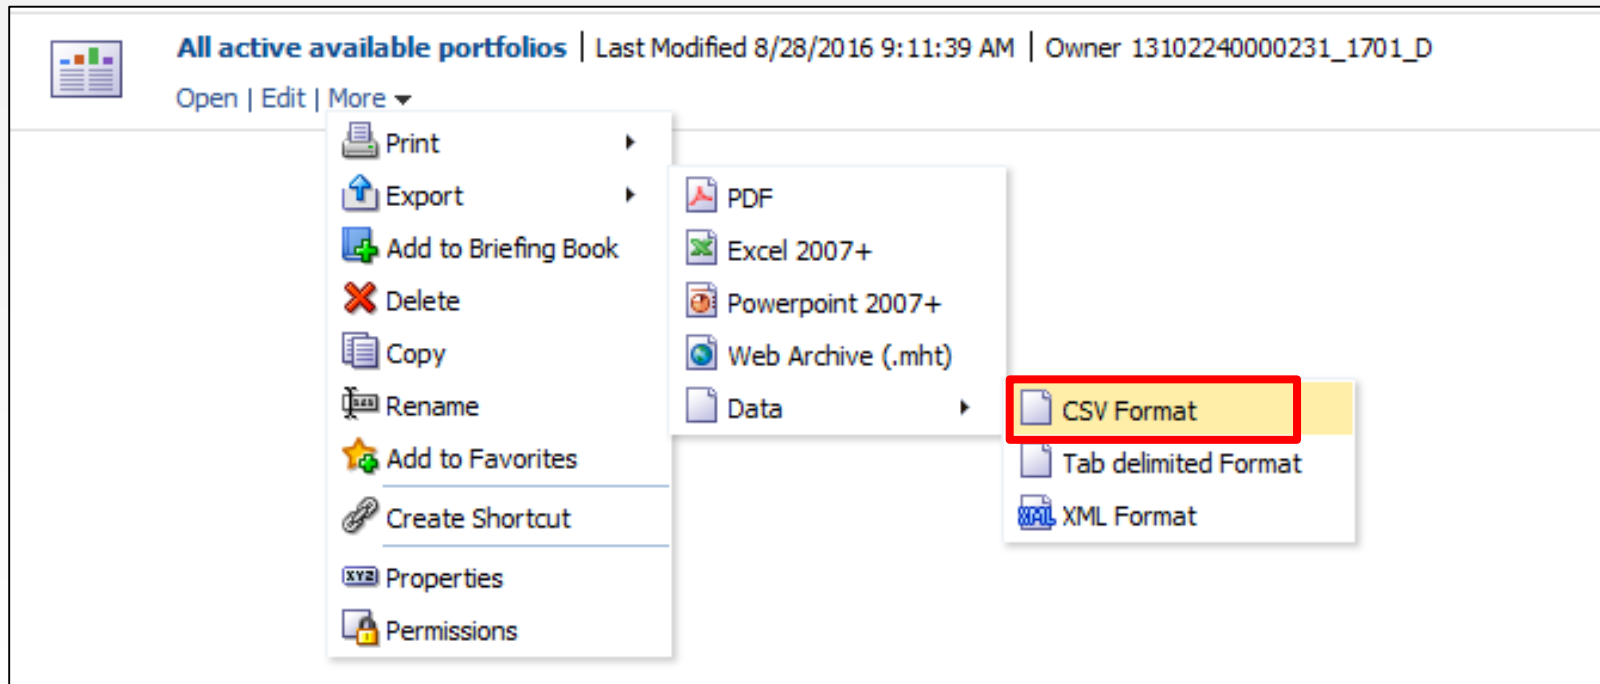 All active available portfolios | Last Modified 8/28/2016 9:11:39 AM | Owner 13102240000231_1701_D
Open | Edit | More
Print
Export
Add to Briefing Book
Delete
Copy
Rename
Add to Favorites
Create Shortcut
Properties
Permissions
PDF
Excel 2007+
Powerpoint 2007+
Web Archive (.mht)
Data
CSV Format
Tab delimited Format
XML Format